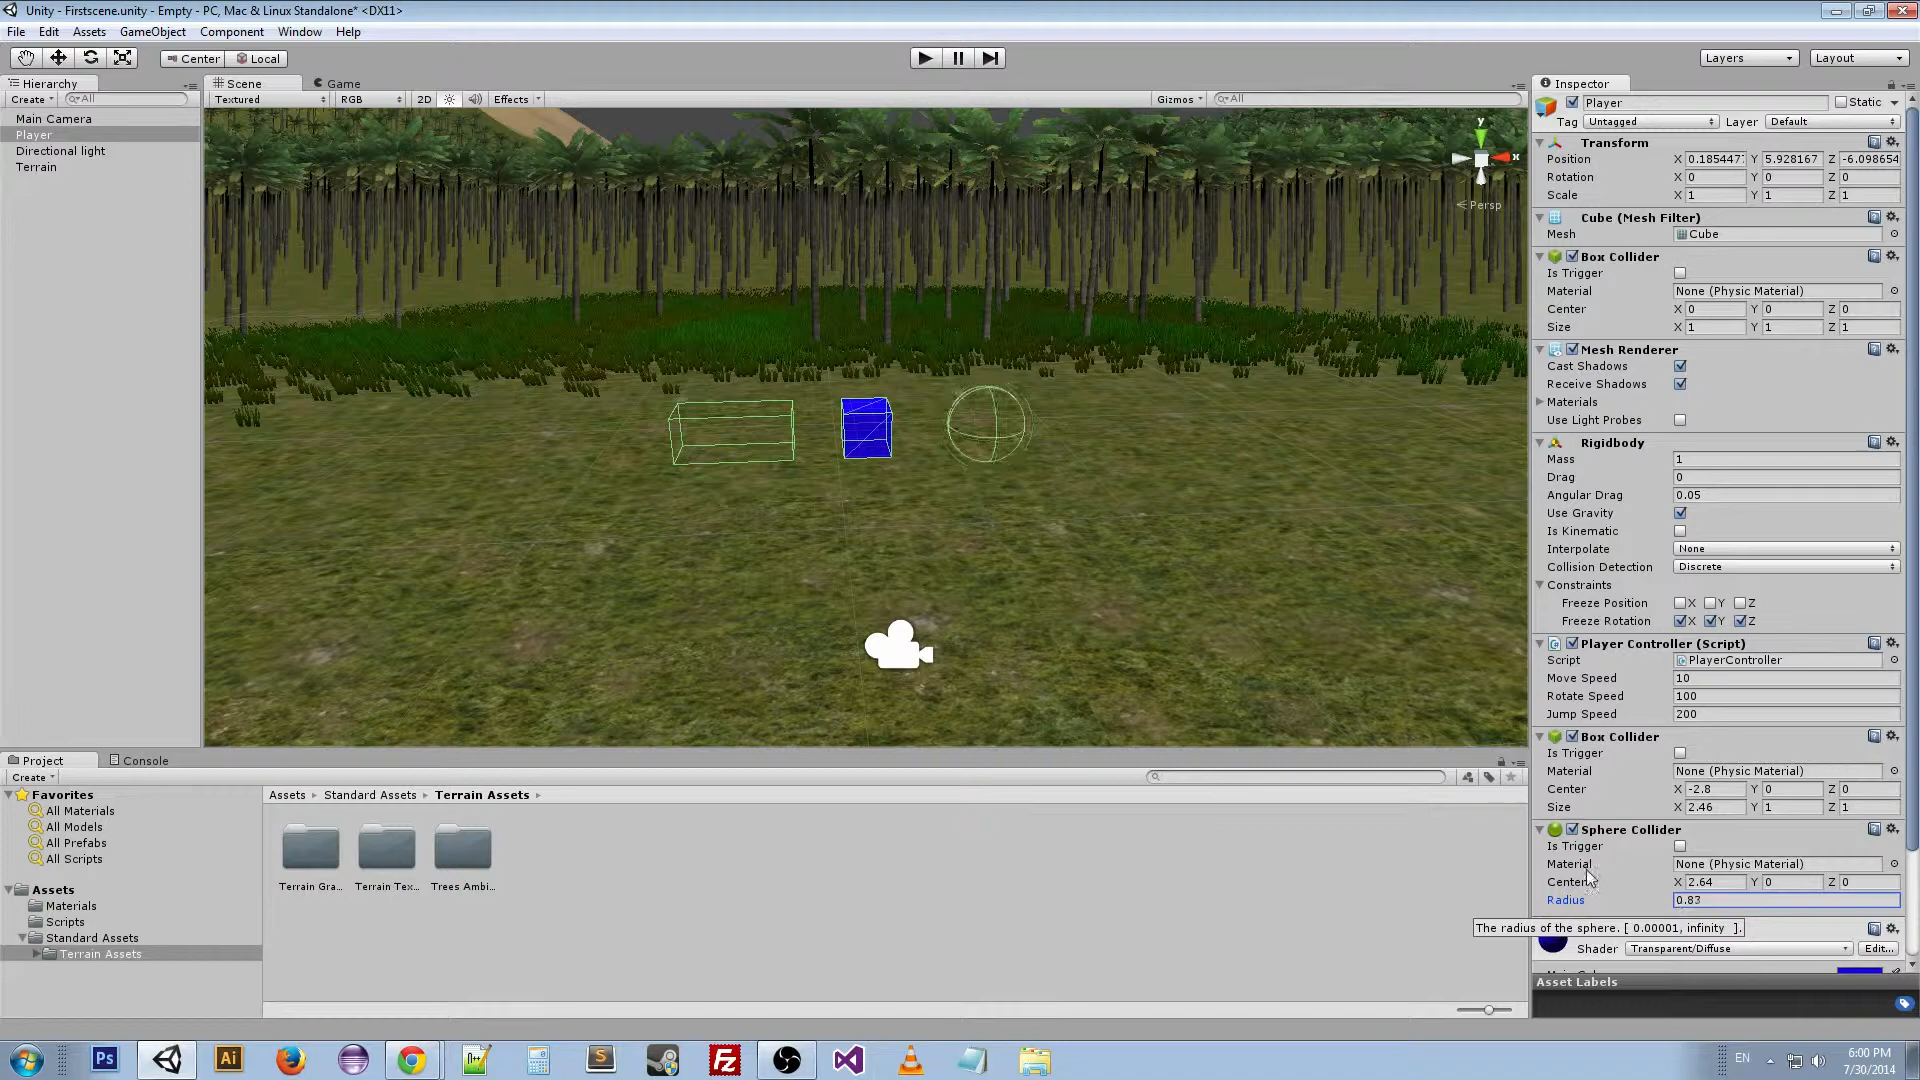 Unity - Firstscene.unity - Empty - PC, Mac & Linux Standalone* <DX11>
File Edit Assets GameObject Component Window Help
Center Local Layers Layout
Hierarchy
Create All
Main Camera
Player
Directional light
Terrain
Scene Game
Textured RGB 2D Effects Gizmos All
y
x
Persp
Inspector
Player Static
Tag Untagged Layer Default
Transform
Position X 0.185447 Y 5.928167 Z -6.098654
Rotation X 0 Y 0 Z 0
Scale X 1 Y 1 Z 1
Cube (Mesh Filter)
Mesh Cube
Box Collider
Is Trigger
Material None (Physic Material)
Center X 0 Y 0 Z 0
Size X 1 Y 1 Z 1
Mesh Renderer
Cast Shadows
Receive Shadows
Materials
Use Light Probes
Rigidbody
Mass 1
Drag 0
Angular Drag 0.05
Use Gravity
Is Kinematic
Interpolate None
Collision Detection Discrete
Constraints
Freeze Position X Y Z
Freeze Rotation X Y Z
Player Controller (Script)
Script PlayerController
Move Speed 10
Rotate Speed 100
Jump Speed 200
Box Collider
Is Trigger
Material None (Physic Material)
Center X -2.8 Y 0 Z 0
Size X 2.46 Y 1 Z 1
Sphere Collider
Is Trigger
Material None (Physic Material)
Center X 2.64 Y 0 Z 0
Radius 0.83
The radius of the sphere. [ 0.00001, infinity ].
Shader Transparent/Diffuse Edit...
Asset Labels
Project Console
Create
Favorites
All Materials
All Models
All Prefabs
All Scripts
Assets
Materials
Scripts
Standard Assets
Terrain Assets
Assets Standard Assets Terrain Assets
Terrain Gra... Terrain Tex... Trees Ambi...
Ps Ai S Fz
EN
6:00 PM
7/30/2014